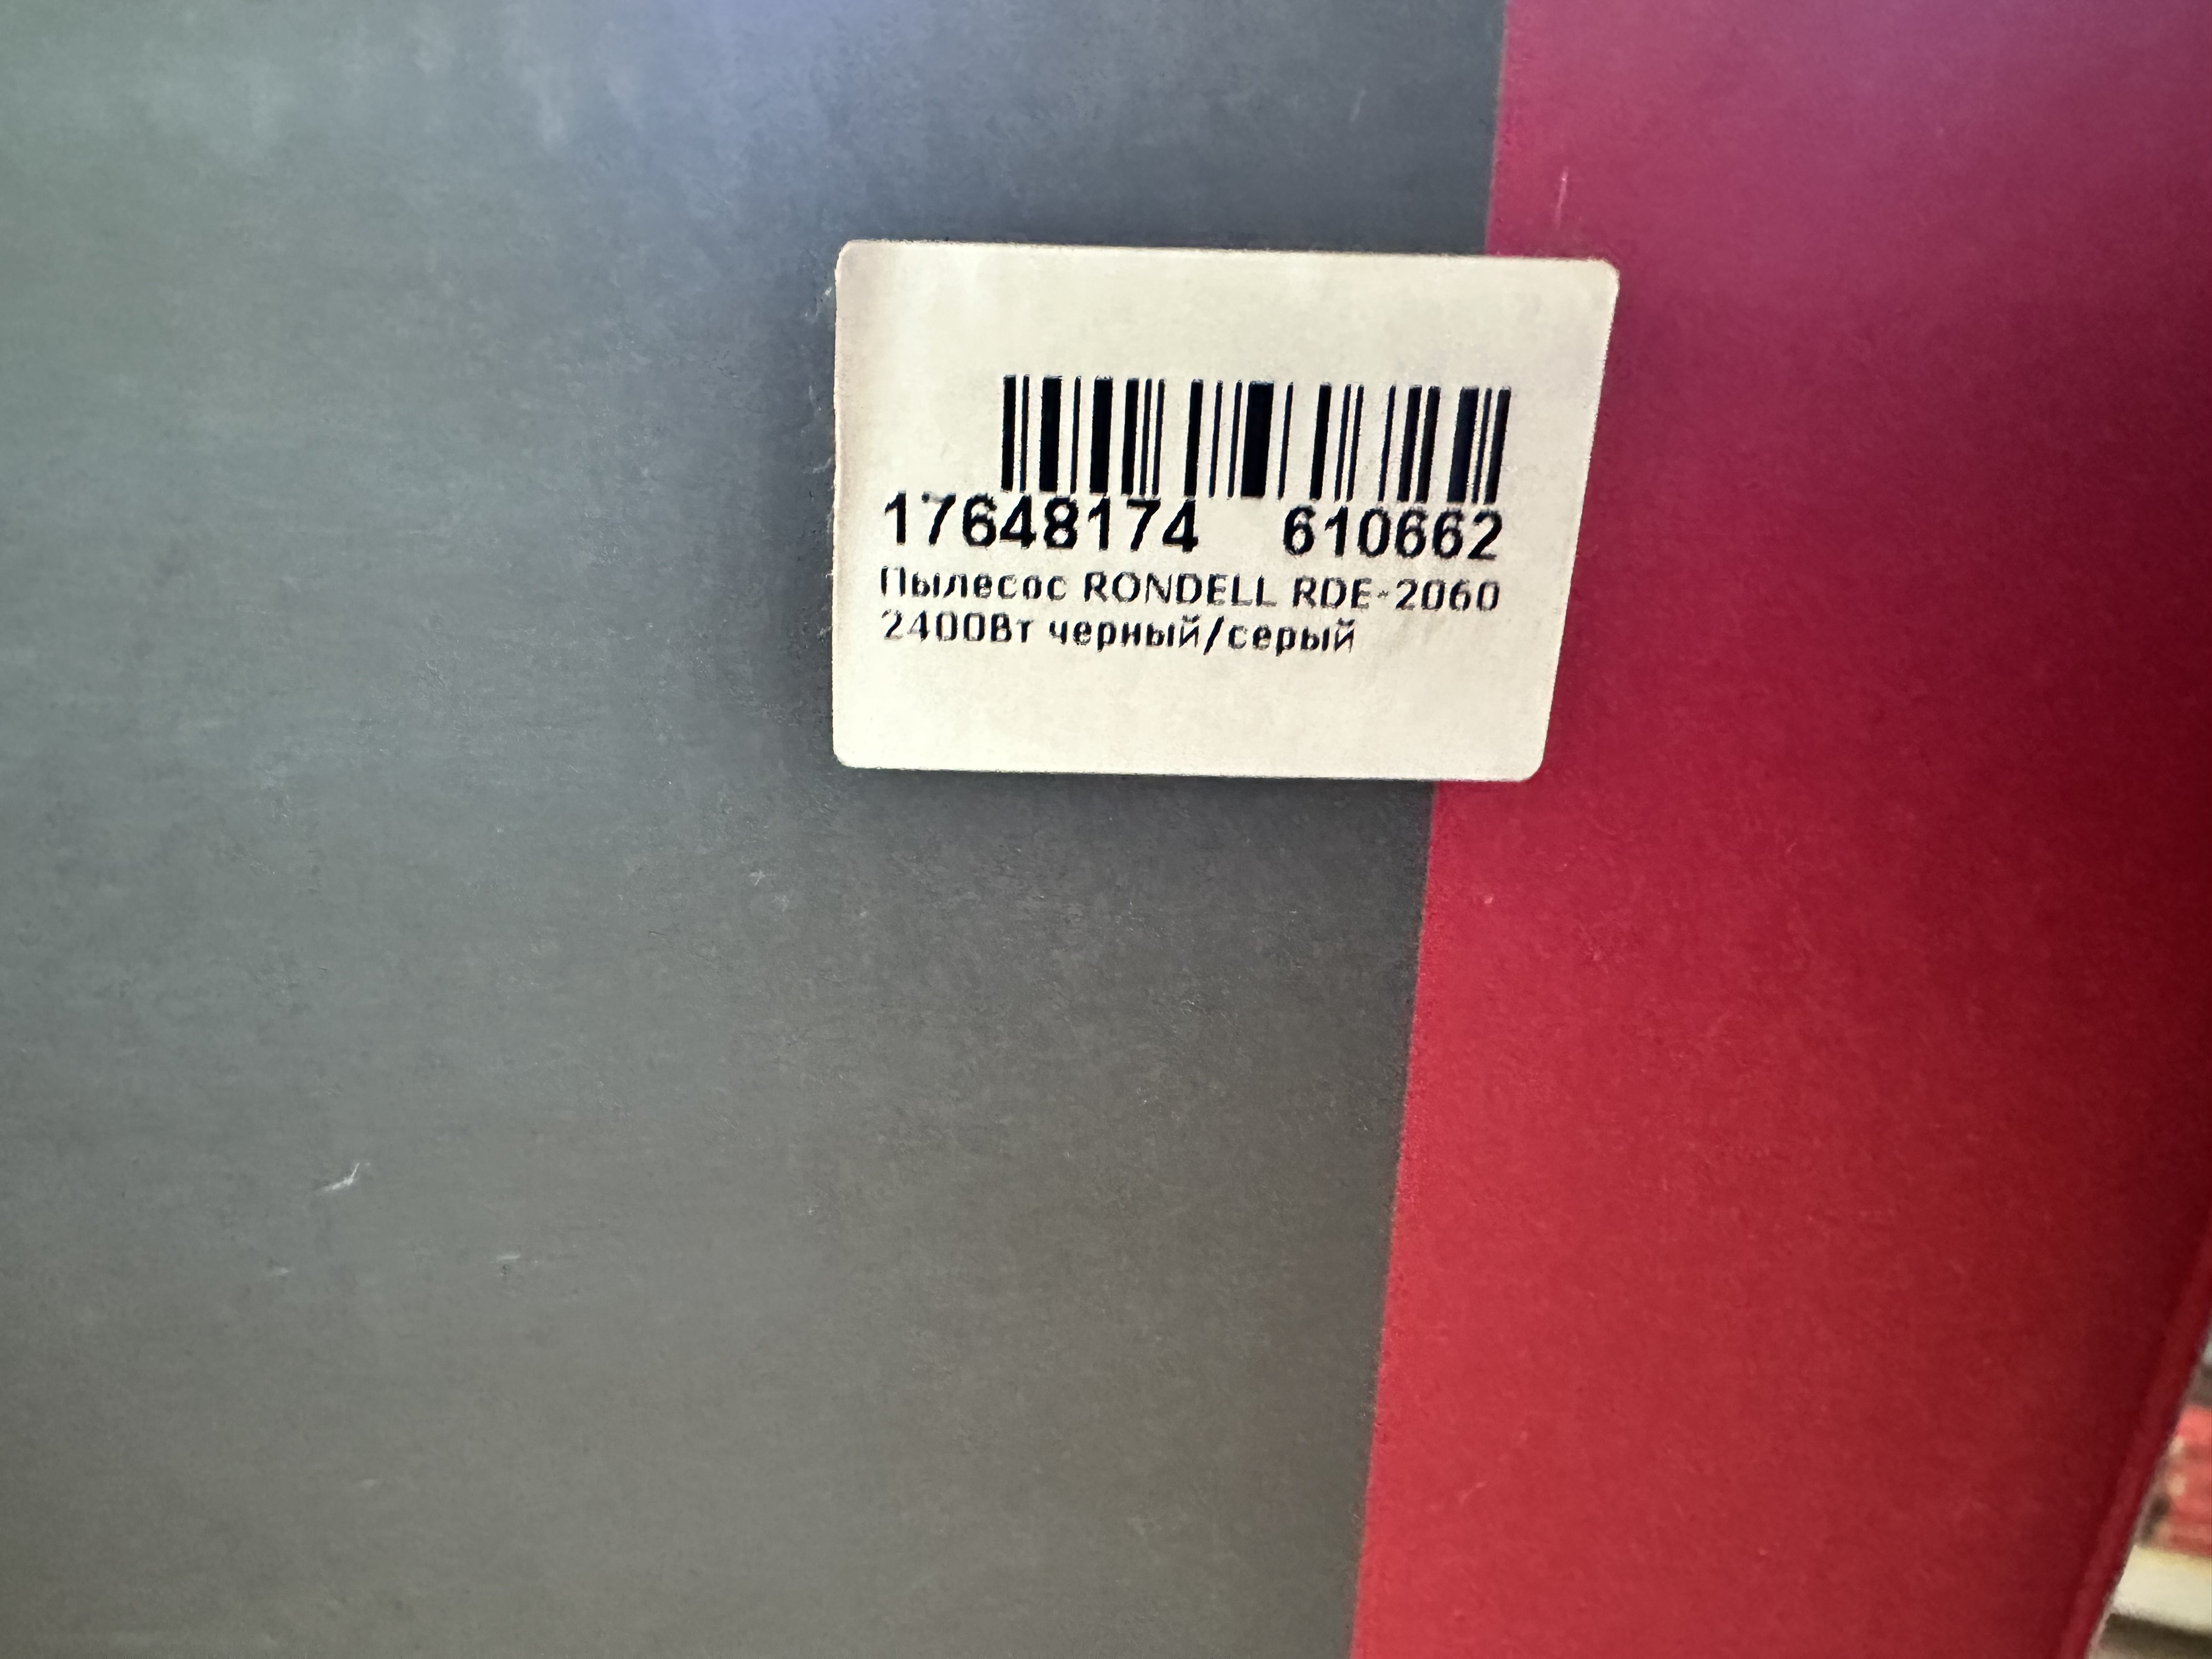 17648174 610662
Пылесос RONDELL RDE-2060
2400Вт черный/серый